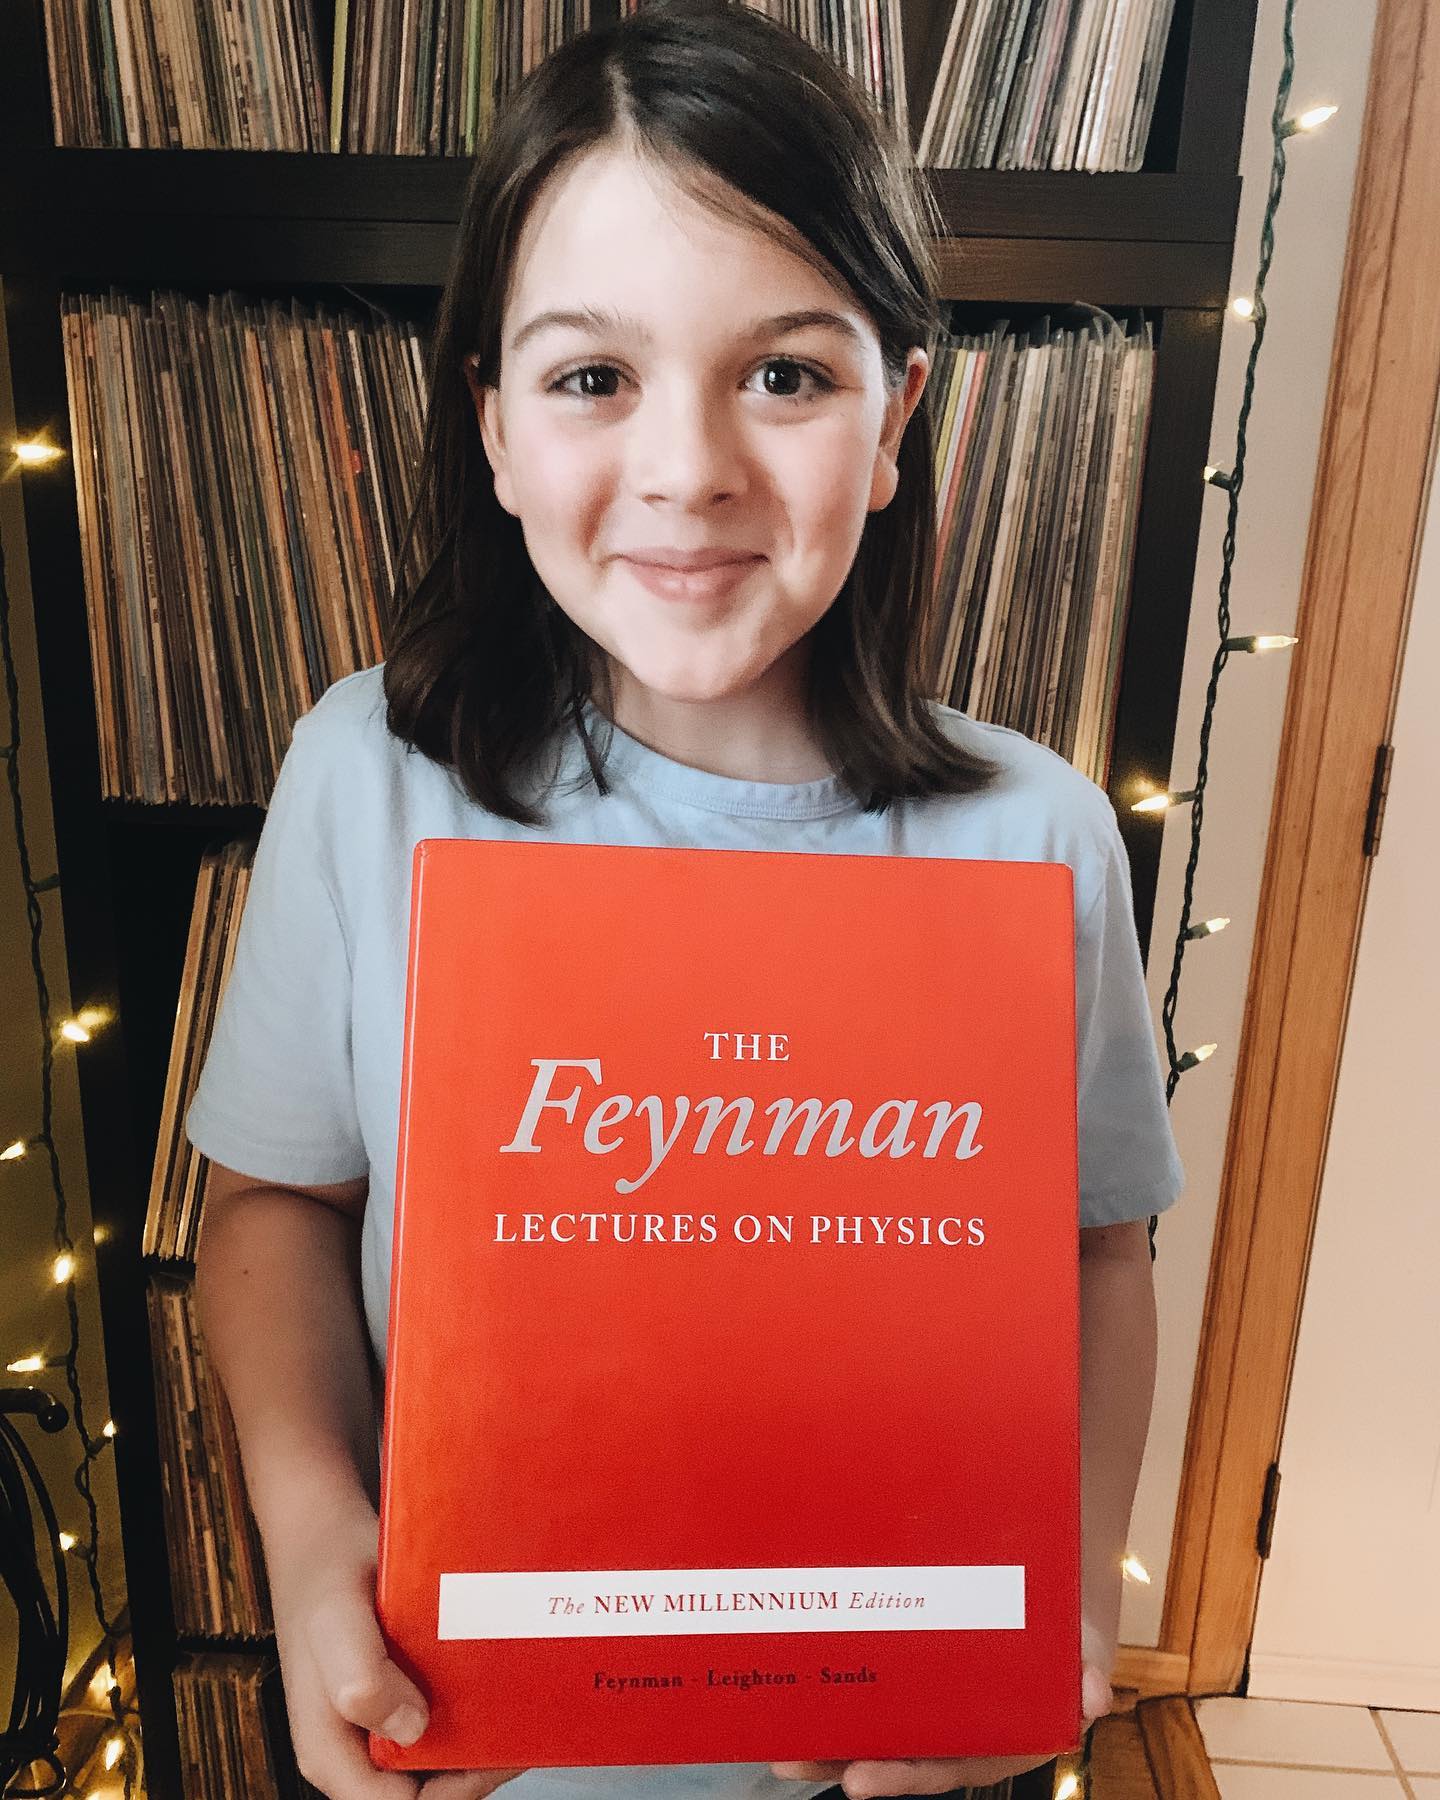 THE
Feynman
LECTURES ON PHYSICS
The NEW MILLENNIUM Edition
Feynman - Leighton - Sands